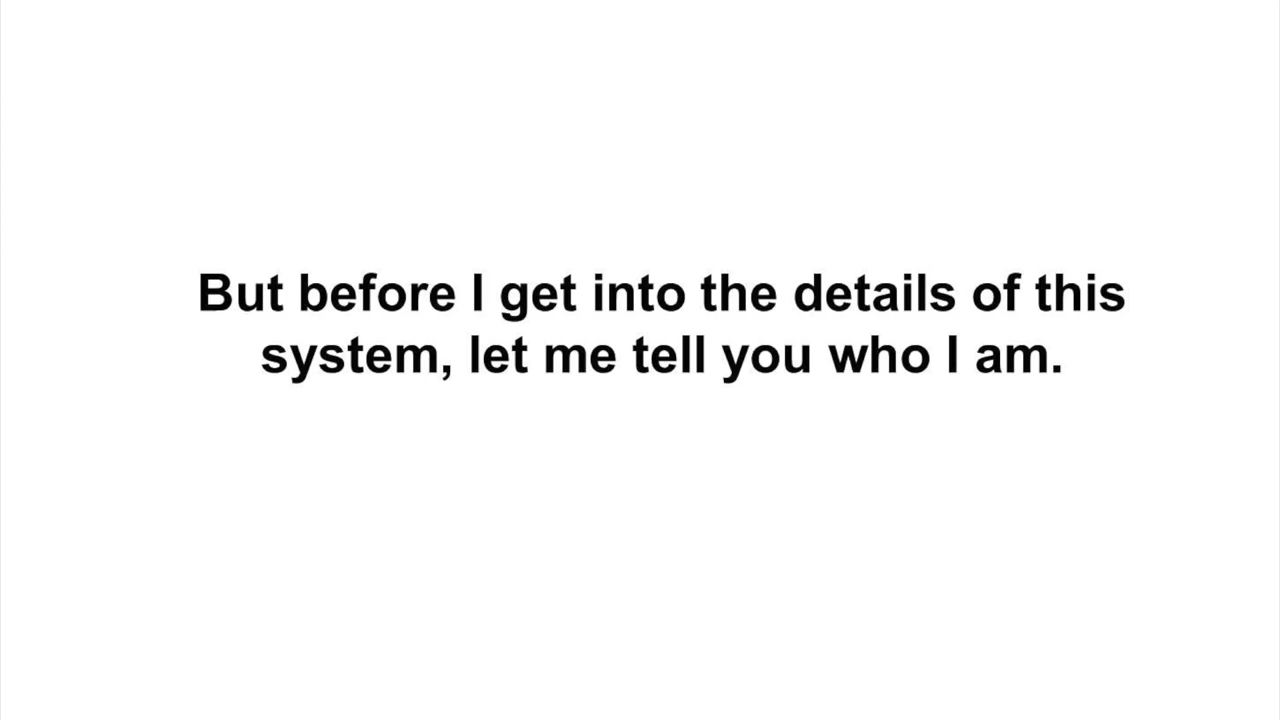 But before I get into the details of this
system, let me tell you who I am.